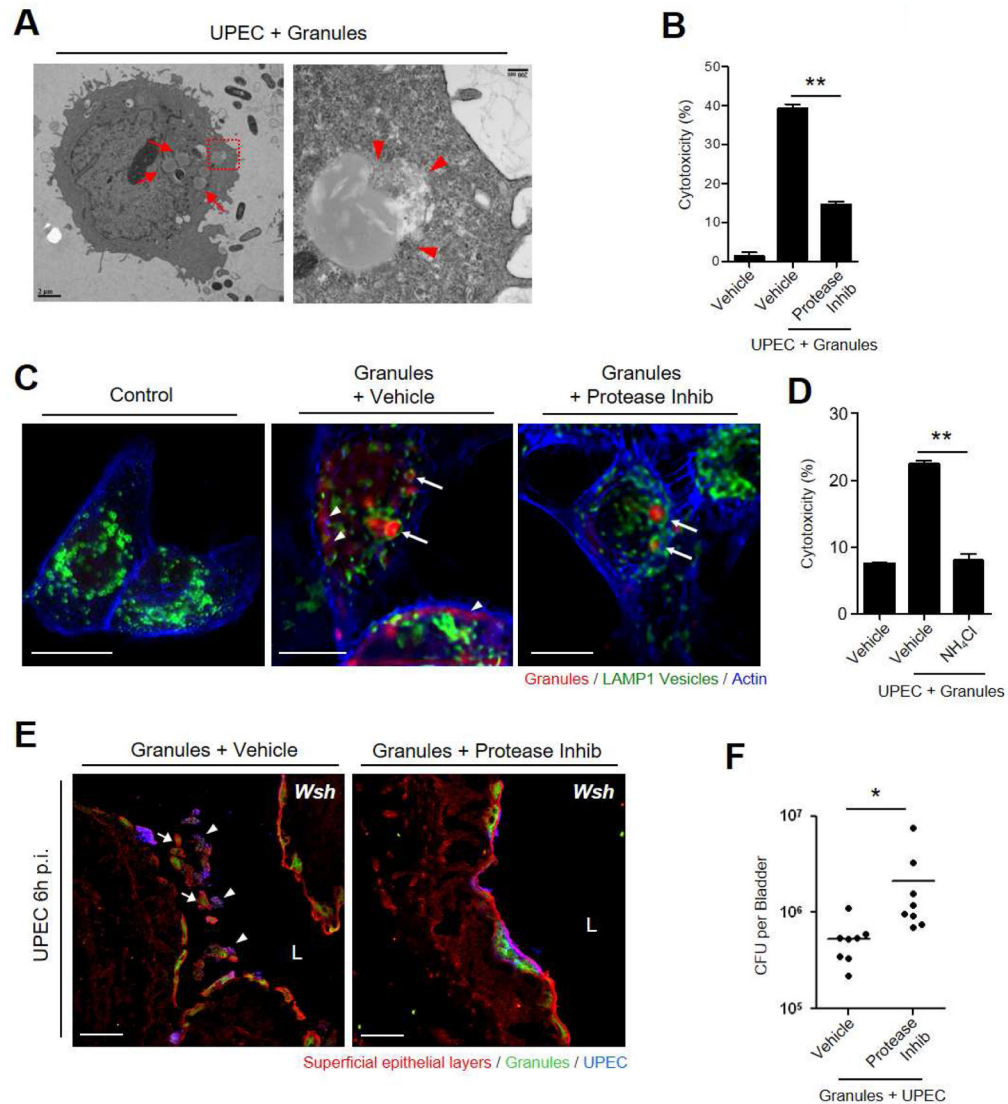 A
UPEC + Granules
2 μm
200 nm
B
Cytotoxicity (%)
50
40
30
20
10
0
**
Vehicle
Vehicle
Protease
Inhib
UPEC + Granules
C
Control
Granules
+ Vehicle
Granules
+ Protease Inhib
Granules / LAMP1 Vesicles / Actin
D
Cytotoxicity (%)
30
20
10
0
**
Vehicle
Vehicle
NH₄Cl
UPEC + Granules
E
Granules + Vehicle
Granules + Protease Inhib
UPEC 6h p.i.
Wsh
L
Wsh
L
Superficial epithelial layers / Granules / UPEC
F
CFU per Bladder
10⁷
10⁶
10⁵
*
Vehicle
Protease
Inhib
Granules + UPEC